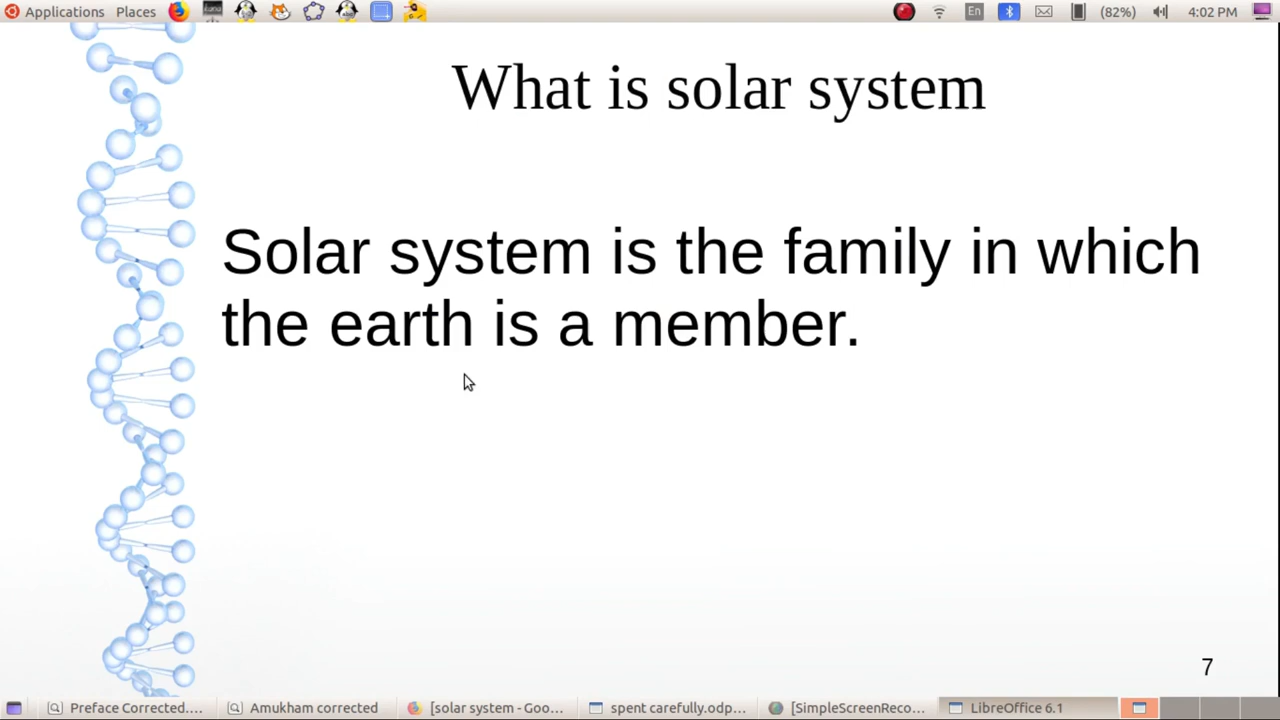 Applications Places En (82%) 4:02 PM
What is solar system
Solar system is the family in which
the earth is a member.
7
Preface Corrected.... Amukham corrected [solar system - Goo... spent carefully.odp... [SimpleScreenReco... LibreOffice 6.1